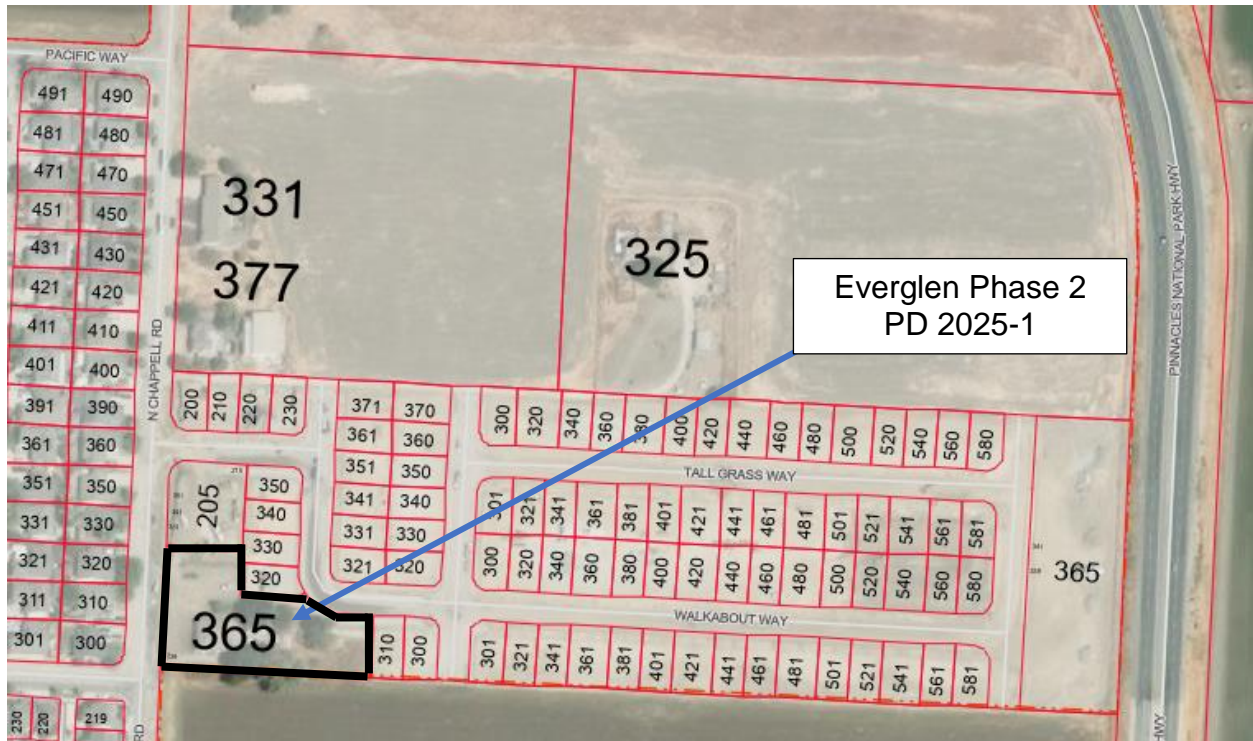 PACIFIC WAY
491 490
481 480
471 470
451 450
431 430
421 420
411 410
401 400
391 390
361 360
351 350
331 330
321 320
311 310
301 300
230 220 219
N CHAPPELL RD
RD
331
377
325
Everglen Phase 2
PD 2025-1
PINNACLES NATIONAL PARK HWY
HWY
200 210 220 230
371 370
361 360
351 350
341 340
331 330
321 320
205
350
340
330
320
365
310 300
300 320 340 360 380 400 420 440 460 480 500 520 540 560 580
TALL GRASS WAY
301 321 341 361 381 401 421 441 461 481 501 521 541 561 581
300 320 340 360 380 400 420 440 460 480 500 520 540 560 580
WALKABOUT WAY
301 321 341 361 381 401 421 441 461 481 501 521 541 561 581
365